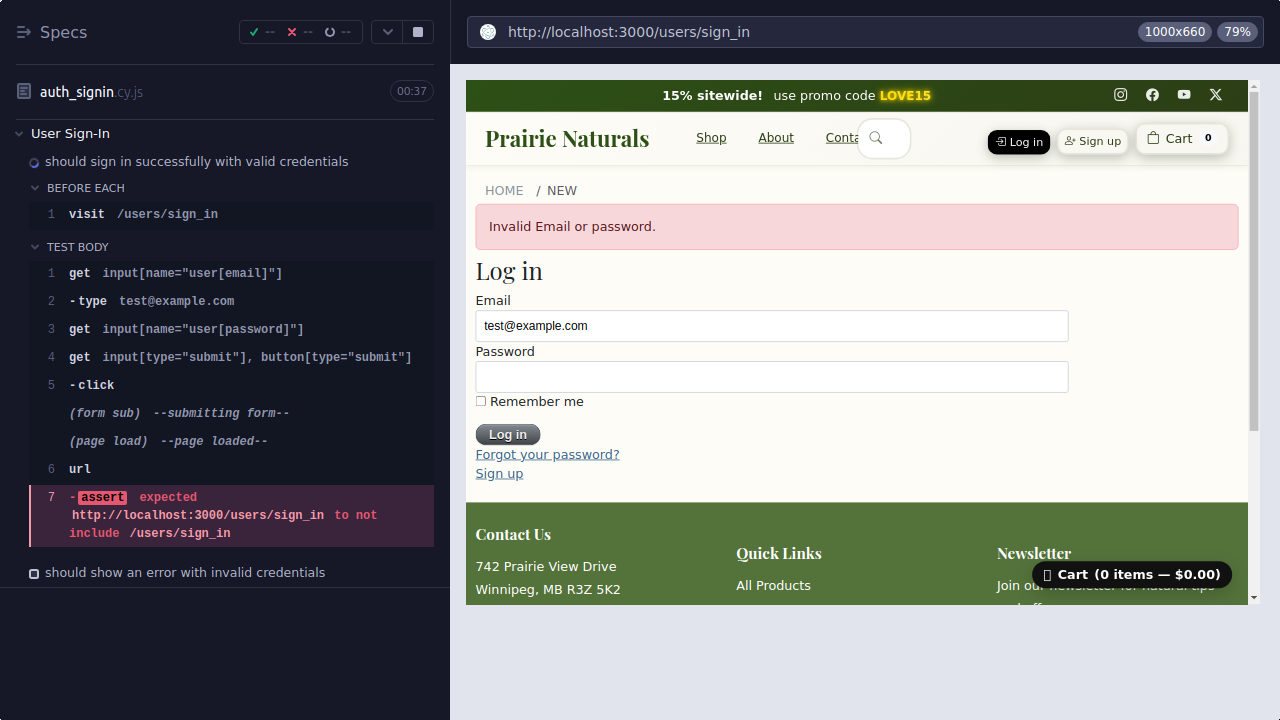 Specs
-- -- --
http://localhost:3000/users/sign_in
1000x660
79%
auth_signin.cy.js
00:37
User Sign-In
should sign in successfully with valid credentials
BEFORE EACH
1 visit /users/sign_in
TEST BODY
1 get input[name="user[email]"]
2 -type test@example.com
3 get input[name="user[password]"]
4 get input[type="submit"], button[type="submit"]
5 -click
(form sub) --submitting form--
(page load) --page loaded--
6 url
7 -assert expected
http://localhost:3000/users/sign_in to not
include /users/sign_in
should show an error with invalid credentials
15% sitewide! use promo code LOVE15
Prairie Naturals
Shop
About
Conta
Log in
Sign up
Cart 0
HOME / NEW
Invalid Email or password.
Log in
Email
test@example.com
Password
Remember me
Log in
Forgot your password?
Sign up
Contact Us
742 Prairie View Drive
Winnipeg, MB R3Z 5K2
Quick Links
All Products
Newsletter
Join our newsletter for natural tips
Cart (0 items — $0.00)